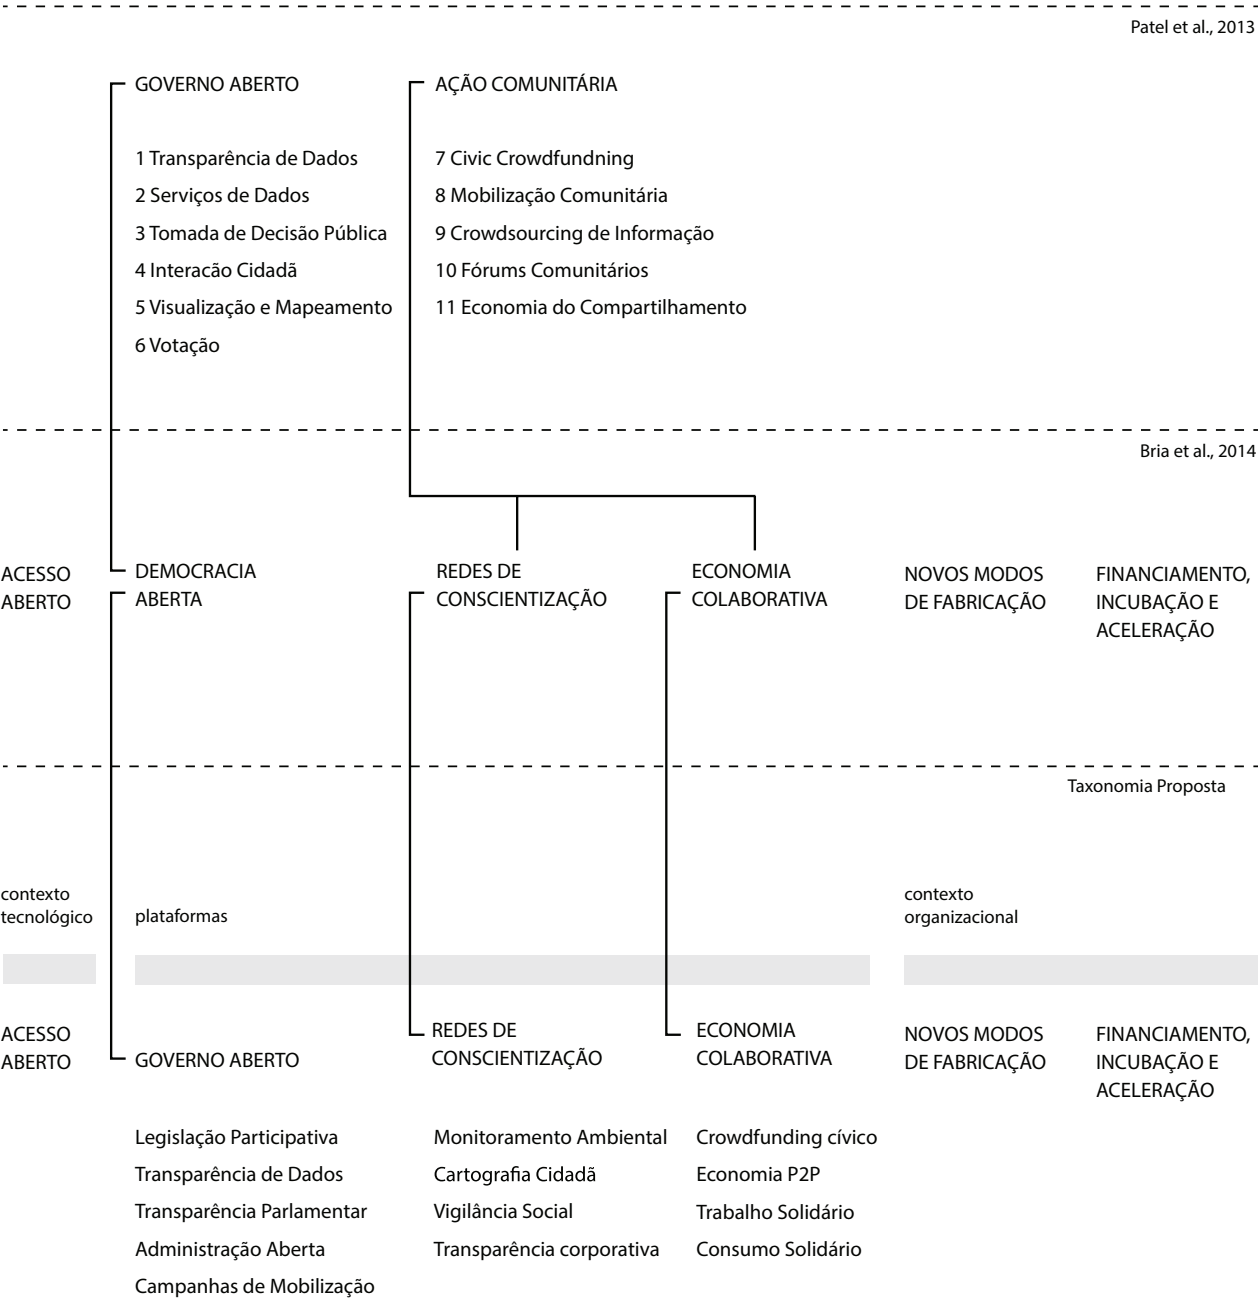 Patel et al., 2013
GOVERNO ABERTO
1 Transparência de Dados
2 Serviços de Dados
3 Tomada de Decisão Pública
4 Interacão Cidadã
5 Visualização e Mapeamento
6 Votação
AÇÃO COMUNITÁRIA
7 Civic Crowdfundning
8 Mobilização Comunitária
9 Crowdsourcing de Informação
10 Fórums Comunitários
11 Economia do Compartilhamento
Bria et al., 2014
ACESSO
ABERTO
DEMOCRACIA
ABERTA
REDES DE
CONSCIENTIZAÇÃO
ECONOMIA
COLABORATIVA
NOVOS MODOS
DE FABRICAÇÃO
FINANCIAMENTO,
INCUBAÇÃO E
ACELERAÇÃO
Taxonomia Proposta
contexto
tecnológico
plataformas
contexto
organizacional
ACESSO
ABERTO
GOVERNO ABERTO
Legislação Participativa
Transparência de Dados
Transparência Parlamentar
Administração Aberta
Campanhas de Mobilização
REDES DE
CONSCIENTIZAÇÃO
Monitoramento Ambiental
Cartografia Cidadã
Vigilância Social
Transparência corporativa
ECONOMIA
COLABORATIVA
Crowdfunding cívico
Economia P2P
Trabalho Solidário
Consumo Solidário
NOVOS MODOS
DE FABRICAÇÃO
FINANCIAMENTO,
INCUBAÇÃO E
ACELERAÇÃO